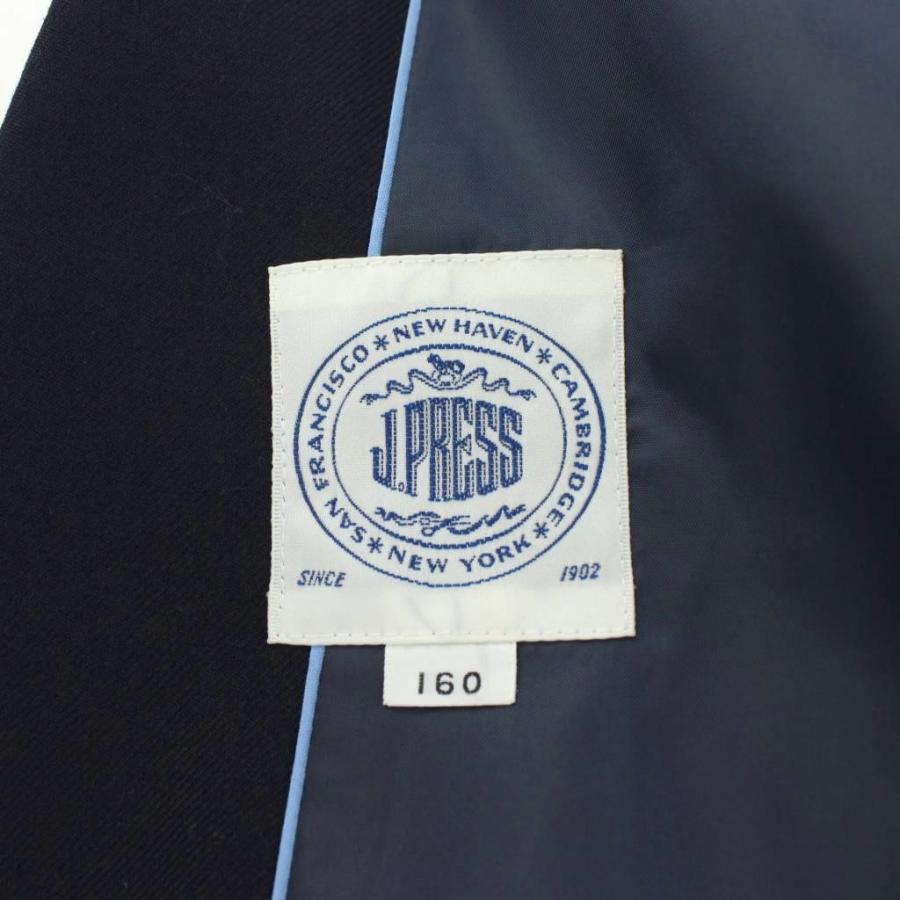 SAN FRANCISCO * NEW HAVEN * CAMBRIDGE *
J.PRESS
NEW YORK *
SINCE 1902
160